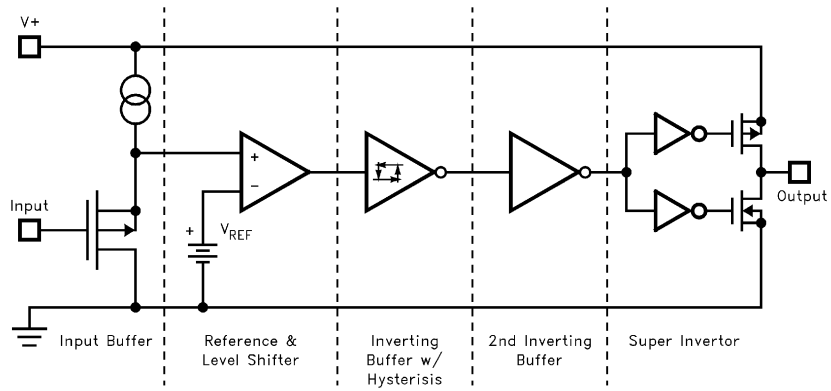 V+
Input
+
−
+
VREF
Output
Input Buffer
Reference &
Level Shifter
Inverting
Buffer w/
Hysterisis
2nd Inverting
Buffer
Super Invertor